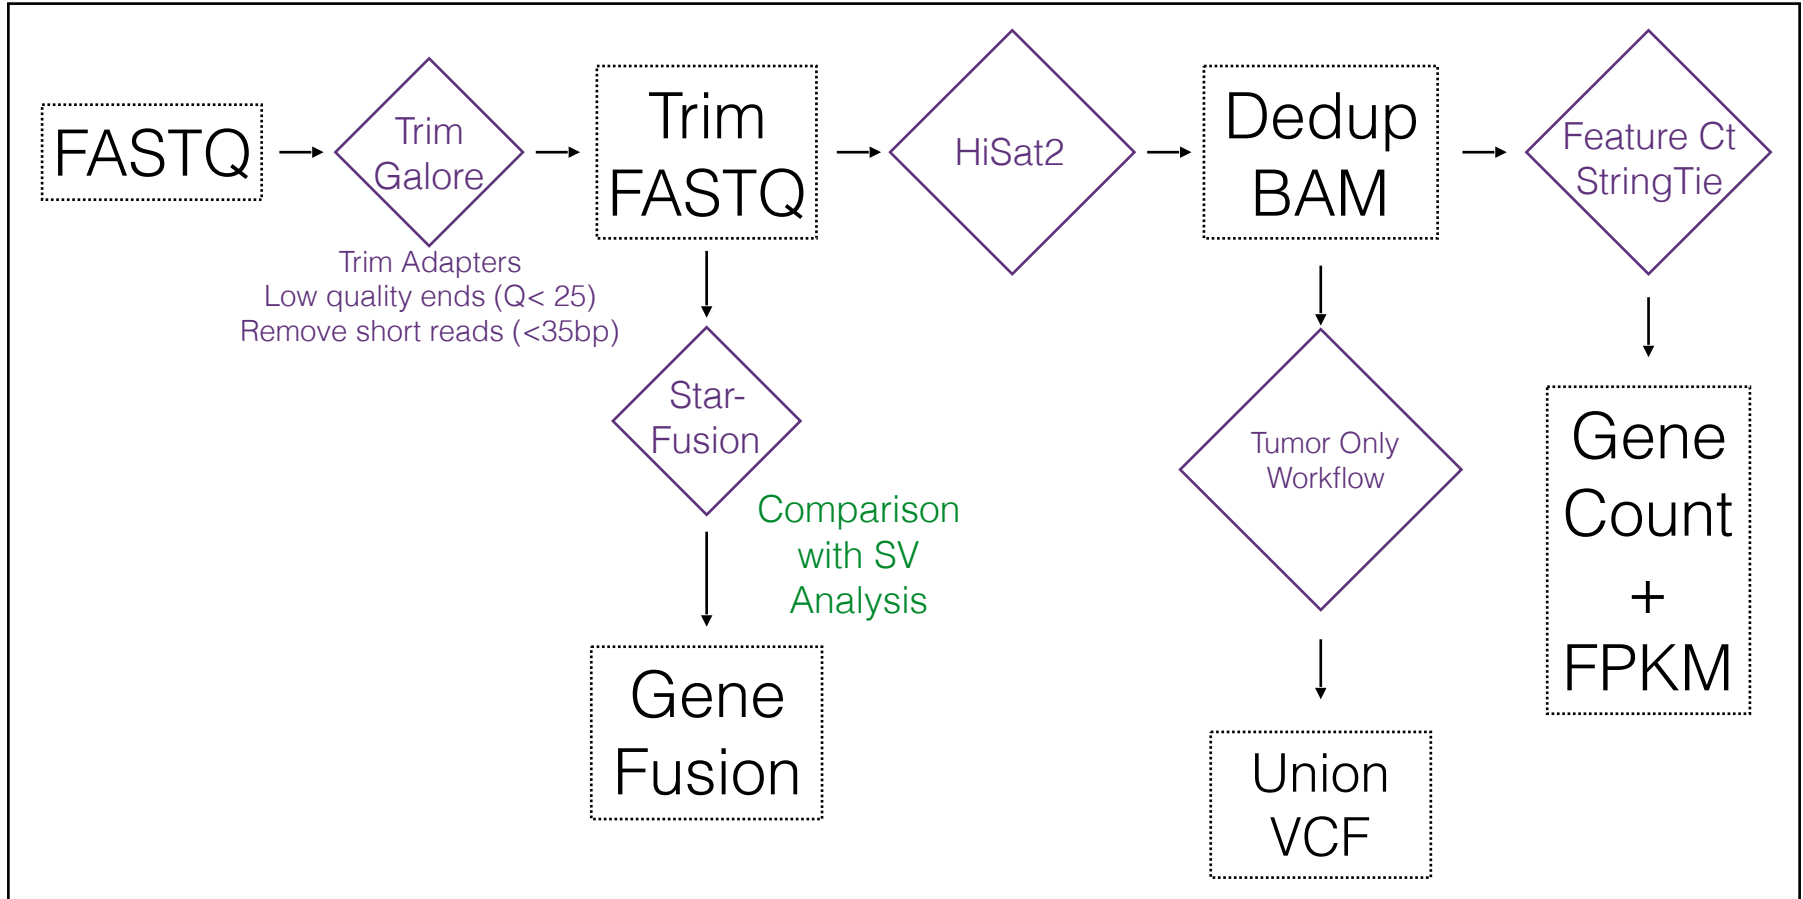 FASTQ
Trim
Galore
Trim Adapters
Low quality ends (Q< 25)
Remove short reads (<35bp)
Trim
FASTQ
HiSat2
Dedup
BAM
Feature Ct
StringTie
Star-
Fusion
Comparison
with SV
Analysis
Gene
Fusion
Tumor Only
Workflow
Union
VCF
Gene
Count
+
FPKM